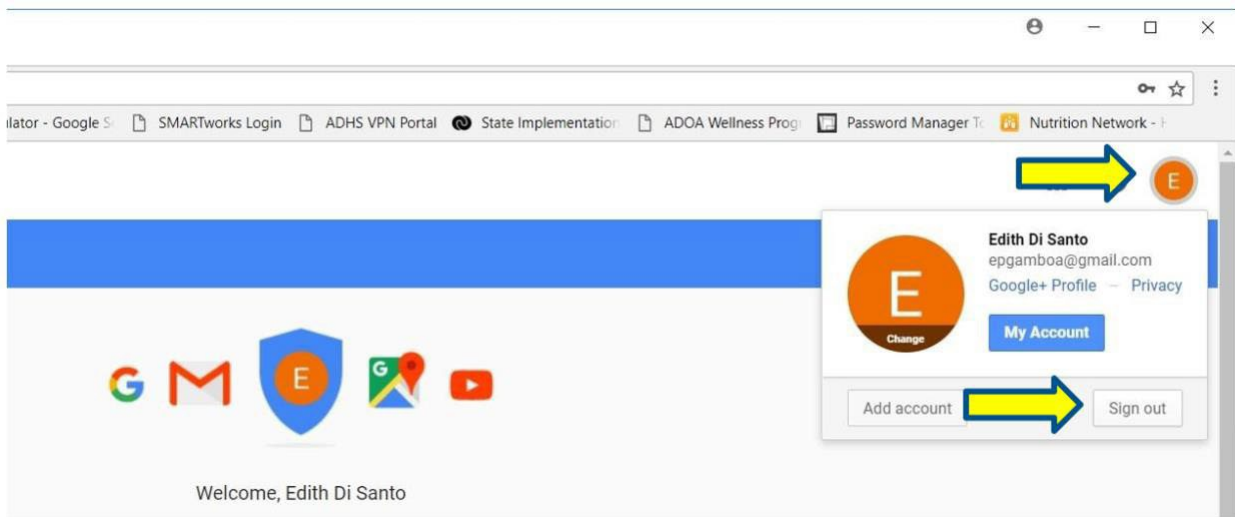 lator - Google S SMARTworks Login ADHS VPN Portal State Implementation ADOA Wellness Prog Password Manager To Nutrition Network - H
E
Edith Di Santo
epgamboa@gmail.com
Google+ Profile – Privacy
E
Change
My Account
G
E
G
Add account
Sign out
Welcome, Edith Di Santo